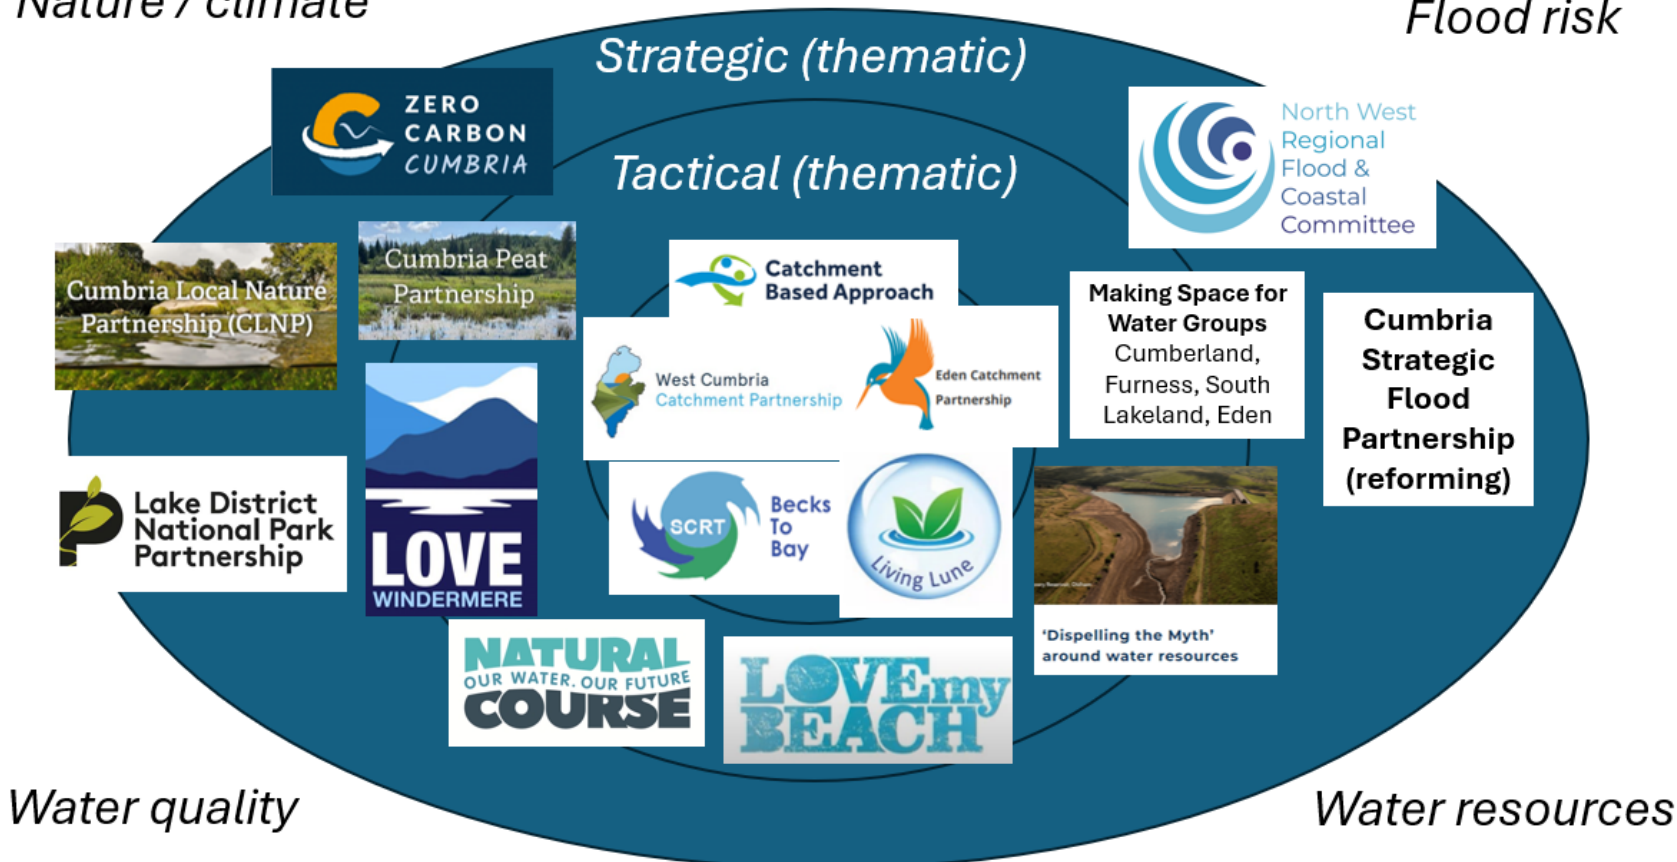 Nature / climate
Flood risk
Strategic (thematic)
ZERO
CARBON
CUMBRIA
North West
Regional
Flood &
Coastal
Committee
Tactical (thematic)
Cumbria Local Nature
Partnership (CLNP)
Cumbria Peat
Partnership
Catchment
Based Approach
West Cumbria
Catchment Partnership
Eden Catchment
Partnership
Making Space for
Water Groups
Cumberland,
Furness, South
Lakeland, Eden
Cumbria
Strategic
Flood
Partnership
(reforming)
Lake District
National Park
Partnership
LOVE
WINDERMERE
SCRT
Becks
To
Bay
Living Lune
Reservoir, Oldham
'Dispelling the Myth'
around water resources
NATURAL
OUR WATER. OUR FUTURE
COURSE
LOVE my
BEACH
Water quality
Water resources